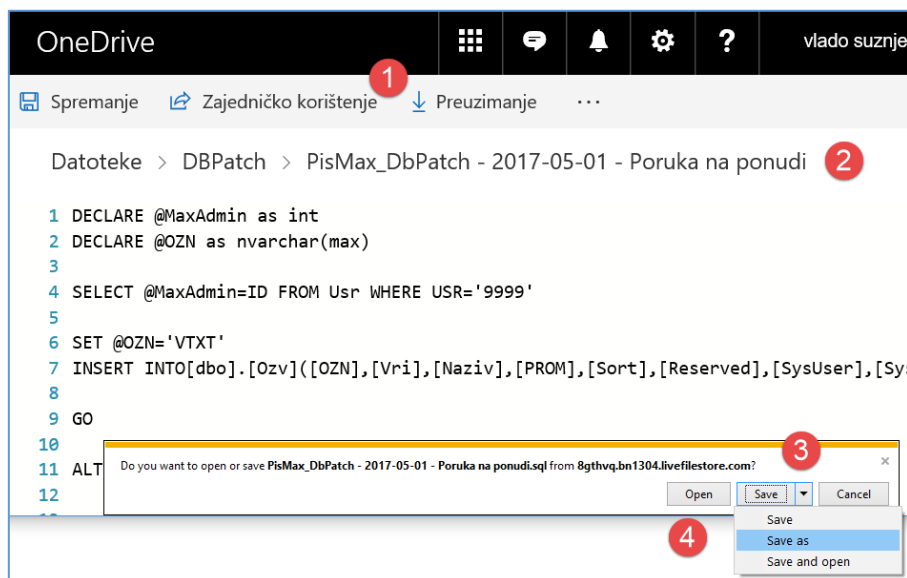 OneDrive ? vlado suznje
1
Spremanje Zajedničko korištenje Preuzimanje ...
Datoteke > DBPatch > PisMax_DbPatch - 2017-05-01 - Poruka na ponudi 2
1 DECLARE @MaxAdmin as int
2 DECLARE @OZN as nvarchar(max)
3
4 SELECT @MaxAdmin=ID FROM Usr WHERE USR='9999'
5
6 SET @OZN='VTXT'
7 INSERT INTO[dbo].[Ozv]([OZN],[Vri],[Naziv],[PROM],[Sort],[Reserved],[SysUser],[Sys
8
9 GO
10
3
11 ALT
Do you want to open or save PisMax_DbPatch - 2017-05-01 - Poruka na ponudi.sql from 8gthvq.bn1304.livefilestore.com?
12
Open Save Cancel
4
Save
Save as
Save and open